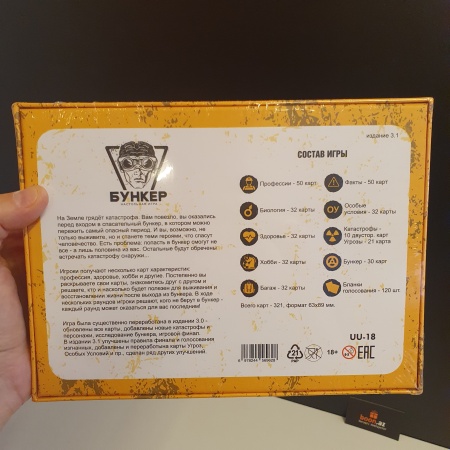 издание 3.1
БУНКЕР
НАСТОЛЬНАЯ ИГРА
На Земле грядёт катастрофа. Вам повезло, вы оказались
перед входом в спасательный бункер, в котором можно
пережить самый опасный период. И вы, возможно, не
только выживете, но и станете теми героями, что спасут
человечество. Есть проблема: попасть в бункер смогут не
все - а лишь половина из вас. Остальные будут обречены
встречать катастрофу снаружи...
Игроки получают несколько карт характеристик:
профессия, здоровье, хобби и другие. Постепенно вы
раскрываете свои карты, знакомитесь друг с другом и
решаете, кто и насколько будет полезен для выживания и
восстановления жизни после выхода из бункера. В ходе
нескольких раундов игроки решают, кого не берут в бункер -
каждый раунд может оказаться для вас последним!
Игра была существенно переработана в издании 3.0 -
обновлены все карты, добавлены новые катастрофы и
персонажи, исследование бункера, игровой финал.
В издании 3.1 улучшены правила финала и голосования
изгнанных, добавлены и переработаны карты Угроз,
Особых Условий и пр., сделан ряд других улучшений.
СОСТАВ ИГРЫ
Профессии - 50 карт
Биология - 32 карты
Здоровье - 32 карты
Хобби - 32 карты
Багаж - 32 карты
Факты - 50 карт
ОУ
Особые
условия - 32 карты
Катастрофы -
10 двустор. карт
Угрозы - 21 карта
Бункер - 30 карт
Бланки
голосования - 120 шт.
Всего карт - 321, формат 63х89 мм.
UU-18
18+
EAC
boon.az